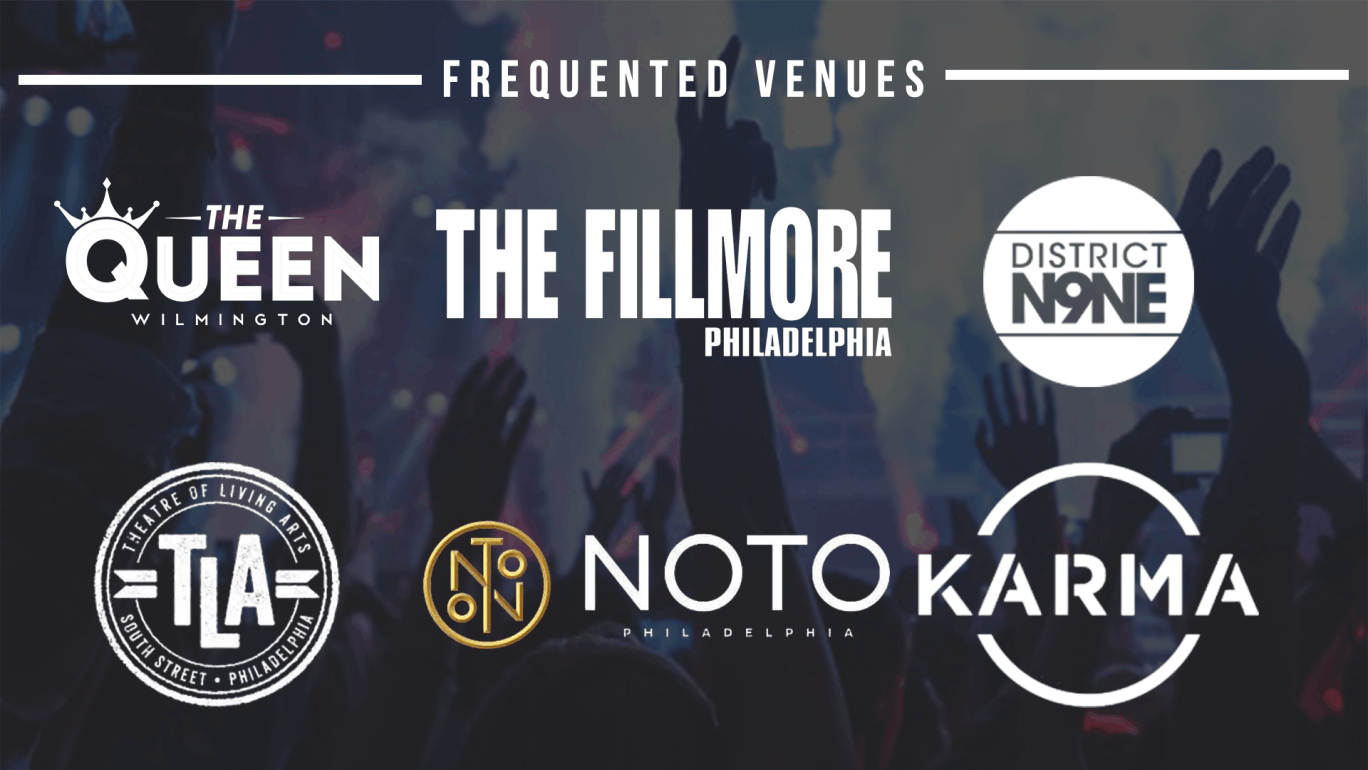 FREQUENTED VENUES
THE
QUEEN
WILMINGTON
THE FILLMORE
PHILADELPHIA
DISTRICT
N9NE
THEATRE OF LIVING ARTS
TLA
SOUTH STREET • PHILADELPHIA
NOTO
NOTO
PHILADELPHIA
KARMA